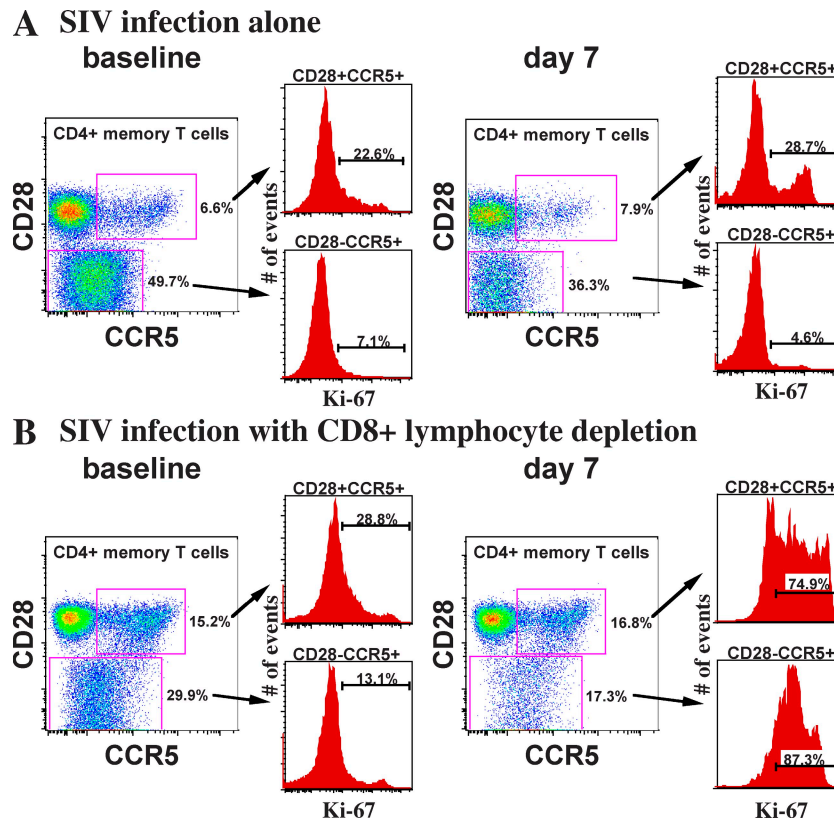 A SIV infection alone
baseline
day 7
CD28+CCR5+
22.6%
CD4+ memory T cells
CD28
6.6%
49.7%
CCR5
# of events
CD28-CCR5+
7.1%
Ki-67
CD28+CCR5+
28.7%
CD4+ memory T cells
CD28
7.9%
36.3%
CCR5
# of events
CD28-CCR5+
4.6%
Ki-67
B SIV infection with CD8+ lymphocyte depletion
baseline
day 7
CD28+CCR5+
28.8%
CD4+ memory T cells
CD28
15.2%
29.9%
CCR5
# of events
CD28-CCR5+
13.1%
Ki-67
CD28+CCR5+
74.9%
CD4+ memory T cells
CD28
16.8%
17.3%
CCR5
# of events
CD28-CCR5+
87.3%
Ki-67